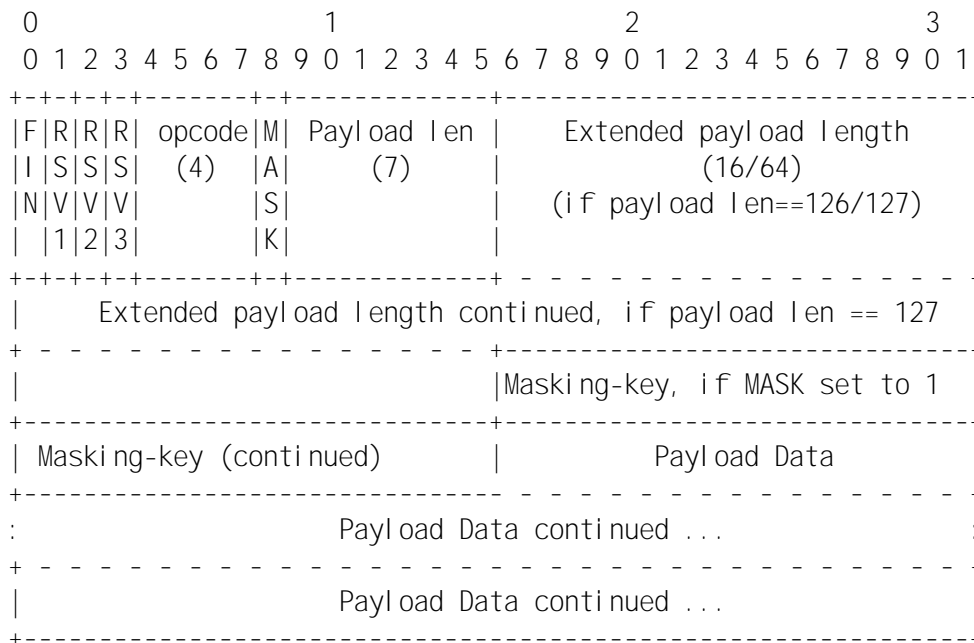 0                   1                   2                   3
 0 1 2 3 4 5 6 7 8 9 0 1 2 3 4 5 6 7 8 9 0 1 2 3 4 5 6 7 8 9 0 1
+-+-+-+-+-------+-+-------------+-------------------------------
|F|R|R|R| opcode|M| Payload len |    Extended payload length
|I|S|S|S|  (4)  |A|     (7)     |             (16/64)
|N|V|V|V|       |S|             |   (if payload len==126/127)
| |1|2|3|       |K|             |
+-+-+-+-+-------+-+-------------+ - - - - - - - - - - - - - - - -
|     Extended payload length continued, if payload len == 127
+ - - - - - - - - - - - - - - - +-------------------------------
|                               |Masking-key, if MASK set to 1
+-------------------------------+-------------------------------
| Masking-key (continued)       |          Payload Data
+-------------------------------- - - - - - - - - - - - - - - - -
:                     Payload Data continued ...                :
+ - - - - - - - - - - - - - - - - - - - - - - - - - - - - - - - -
|                     Payload Data continued ...
+---------------------------------------------------------------